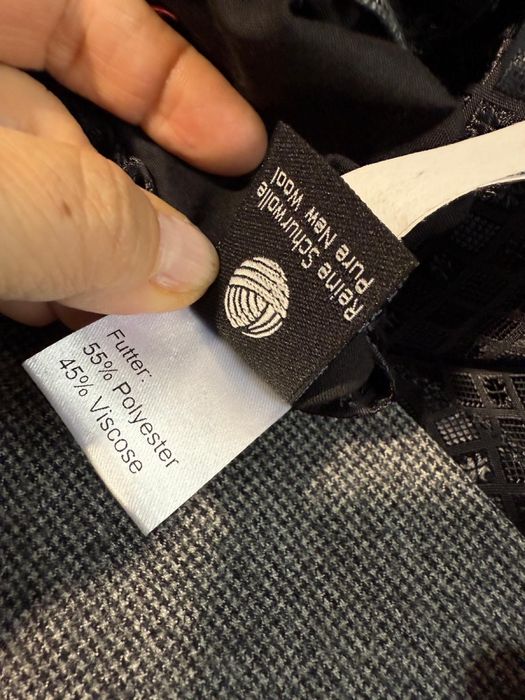 Reine Schurwolle
Pure New Wool
Futter:
55% Polyester
45% Viscose